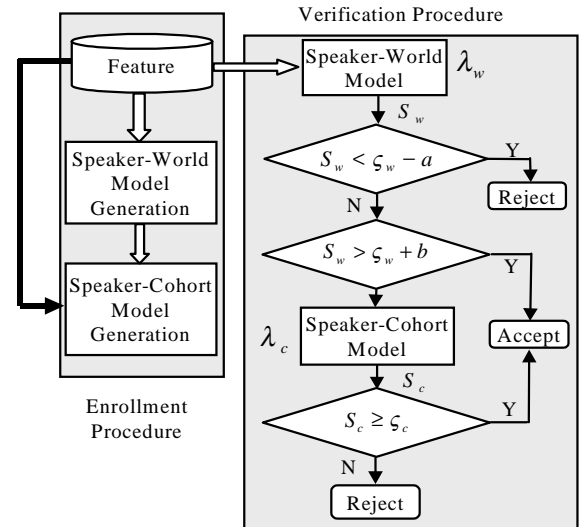 Verification Procedure
Feature
Speaker-World
Model
Generation
Speaker-Cohort
Model
Generation
Enrollment
Procedure
Speaker-World
Model
λ_w
S_w
S_w < ς_w − a
Y
Reject
N
S_w > ς_w + b
Y
Speaker-Cohort
Model
λ_c
Accept
S_c
S_c ≥ ς_c
Y
N
Reject